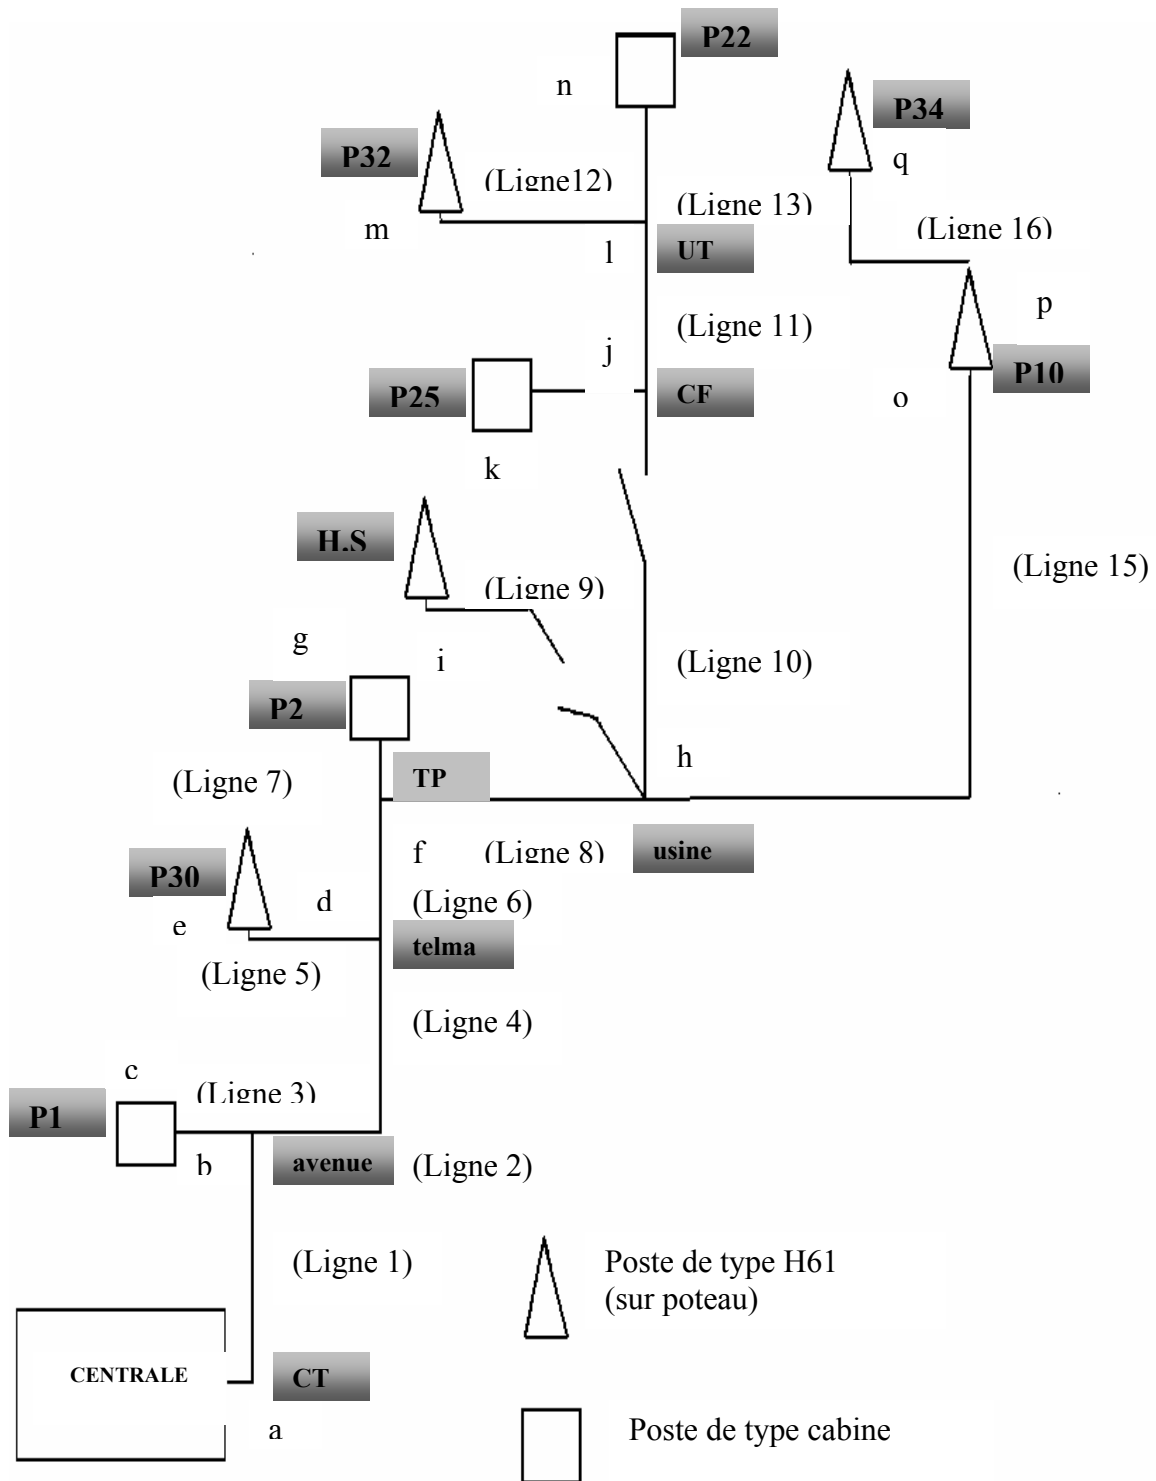 P22
n
P34
P32
q
(Ligne12)
(Ligne 13)
m
(Ligne 16)
l
UT
p
(Ligne 11)
j
P10
P25
CF
o
k
H.S
(Ligne 15)
(Ligne 9)
g
i
(Ligne 10)
P2
h
(Ligne 7)
TP
f
(Ligne 8)
usine
P30
d
(Ligne 6)
e
telma
(Ligne 5)
(Ligne 4)
c
(Ligne 3)
P1
b
avenue
(Ligne 2)
(Ligne 1)
Poste de type H61
(sur poteau)
CENTRALE
CT
a
Poste de type cabine